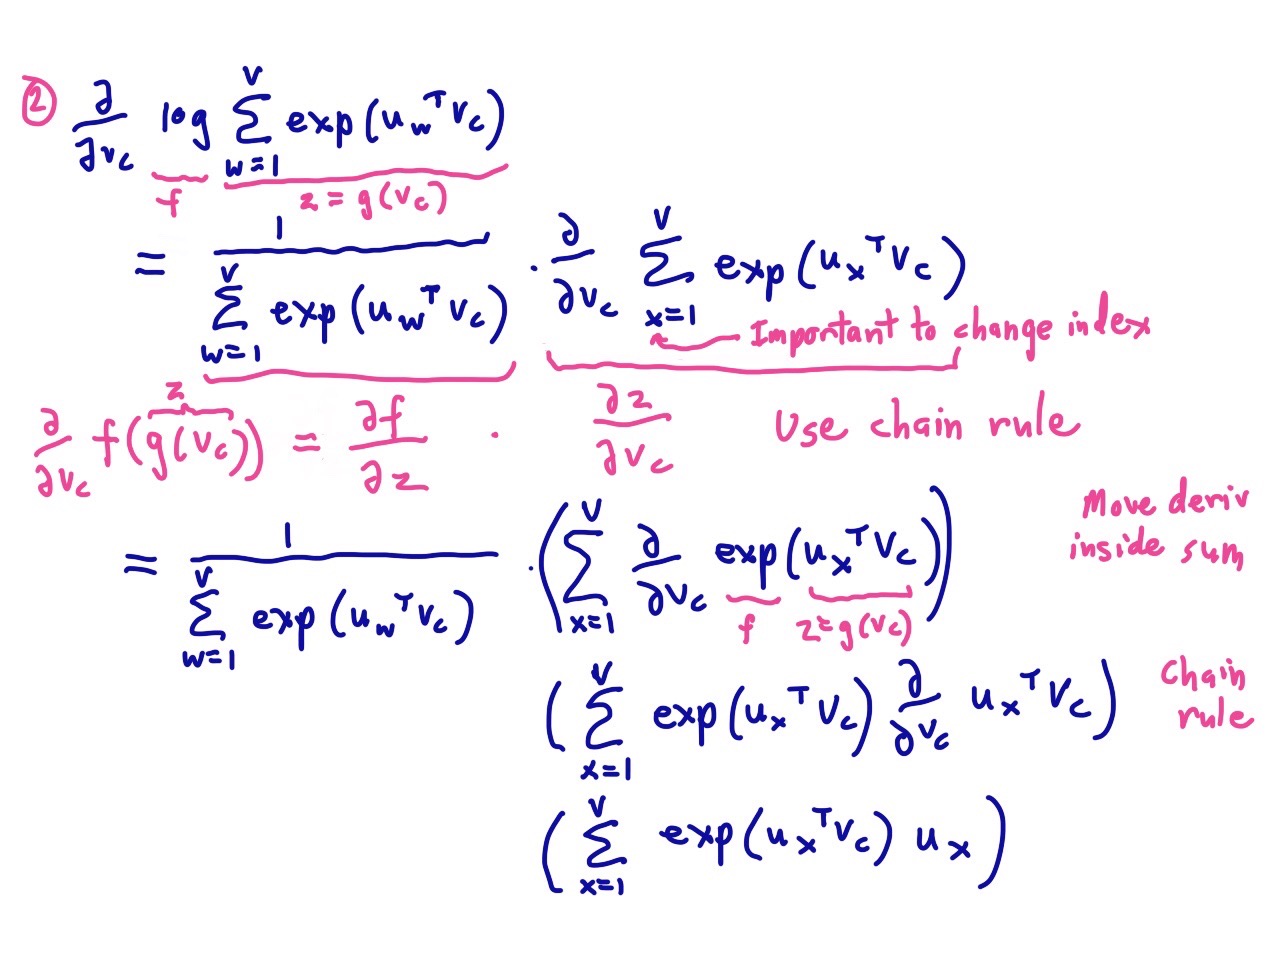 ② ∂/∂v_c log Σ_{w=1}^{V} exp(u_w^T v_c)
f z = g(v_c)
= 1 / Σ_{w=1}^{V} exp(u_w^T v_c) · ∂/∂v_c Σ_{x=1}^{V} exp(u_x^T v_c)
Important to change index
∂/∂v_c f(g(v_c)) = ∂f/∂z · ∂z/∂v_c Use chain rule
z
= 1 / Σ_{w=1}^{V} exp(u_w^T v_c) · (Σ_{x=1}^{V} ∂/∂v_c exp(u_x^T v_c))
Move deriv
inside sum
f z=g(v_c)
(Σ_{x=1}^{V} exp(u_x^T v_c) ∂/∂v_c u_x^T v_c)
Chain
rule
(Σ_{x=1}^{V} exp(u_x^T v_c) u_x)